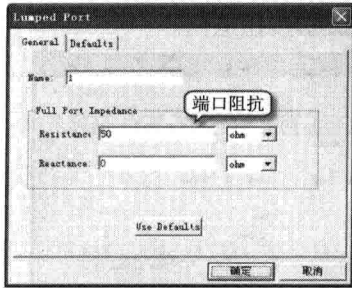 Lumped Port
General Defaults
Name: 1
Full Port Impedance
端口阻抗
Resistance 50 ohm
Reactance: 0 ohm
Use Defaults
确定 取消